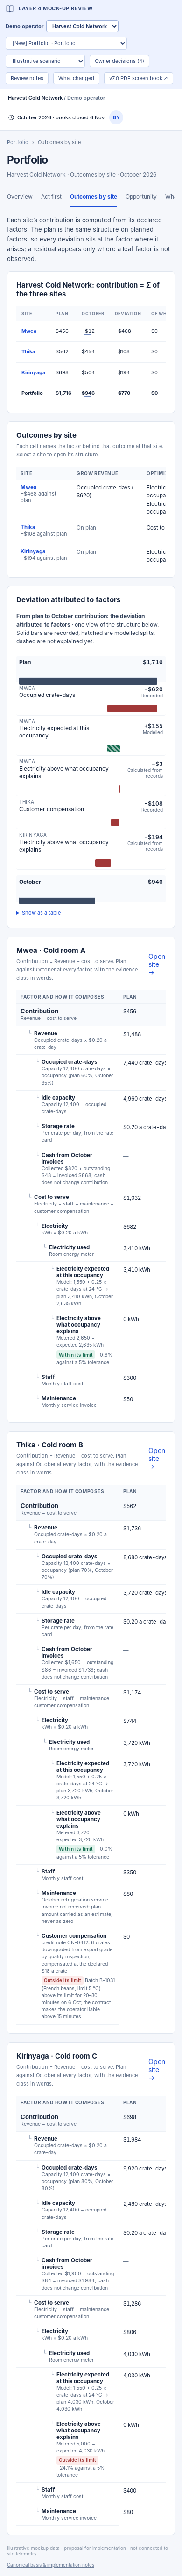 LAYER 4 MOCK-UP REVIEW
Demo operator
Harvest Cold Network
[New] Portfolio · Portfolio
Illustrative scenario
Owner decisions (4)
Review notes
What changed
v7.0 PDF screen book ↗
Harvest Cold Network / Demo operator
October 2026 · books closed 6 Nov
BY
Portfolio › Outcomes by site
Portfolio
Harvest Cold Network · Outcomes by site · October 2026
Overview
Act first
Outcomes by site
Opportunity
Each site's contribution is computed from its declared factors. The plan is the same structure on planned numbers, so every deviation sits at the factor where it arises; a residual appears only where a leaf factor is not observed.
Harvest Cold Network: contribution = Σ of the three sites
SITE PLAN OCTOBER DEVIATION
Mwea $456 −$12 −$468 $0
Thika $562 $454 −$108 $0
Kirinyaga $698 $504 −$194 $0
Portfolio $1,716 $946 −$770 $0
Outcomes by site
Each cell names the factor behind that outcome at that site. Select a site to open its structure.
SITE GROW REVENUE
Mwea
−$468 against plan
Occupied crate-days (−$620)
Thika
−$108 against plan
On plan
Kirinyaga
−$194 against plan
On plan
Deviation attributed to factors
From plan to October contribution: the deviation attributed to factors · one view of the structure below. Solid bars are recorded, hatched are modelled splits, dashed are not explained yet.
Plan $1,716
MWEA
Occupied crate-days
−$620
Recorded
MWEA
Electricity expected at this occupancy
+$155
Modelled
MWEA
Electricity above what occupancy explains
−$3
Calculated from records
THIKA
Customer compensation
−$108
Recorded
KIRINYAGA
Electricity above what occupancy explains
−$194
Calculated from records
October $946
Show as a table
Mwea · Cold room A
Open site →
Contribution = Revenue − cost to serve. Plan against October at every factor, with the evidence class in words.
FACTOR AND HOW IT COMPOSES PLAN
Contribution $456
Revenue − cost to serve
Revenue $1,488
Occupied crate-days × $0.20 a crate-day
Occupied crate-days
Capacity 12,400 crate-days × occupancy (plan 60%, October 35%)
Idle capacity
Capacity 12,400 − occupied crate-days
Storage rate
Per crate per day, from the rate card
Cash from October invoices —
Collected $820 + outstanding $48 = invoiced $868; cash does not change contribution
Cost to serve $1,032
Electricity + staff + maintenance + customer compensation
Electricity $682
kWh × $0.20 a kWh
Electricity used 3,410 kWh
Room energy meter
Electricity expected at this occupancy 3,410 kWh
Model: 1,550 + 0.25 × crate-days at 24 °C → plan 3,410 kWh, October 2,635 kWh
Electricity above what occupancy explains 0 kWh
Metered 2,650 − expected 2,635 kWh
Within its limit +0.6% against a 5% tolerance
Staff $300
Monthly staff cost
Maintenance $50
Monthly service invoice
Thika · Cold room B
Open site →
Contribution = Revenue − cost to serve. Plan against October at every factor, with the evidence class in words.
FACTOR AND HOW IT COMPOSES PLAN
Contribution $562
Revenue − cost to serve
Revenue $1,736
Occupied crate-days × $0.20 a crate-day
Occupied crate-days
Capacity 12,400 crate-days × occupancy (plan 70%, October 70%)
Idle capacity
Capacity 12,400 − occupied crate-days
Storage rate
Per crate per day, from the rate card
Cash from October invoices —
Collected $1,650 + outstanding $86 = invoiced $1,736; cash does not change contribution
Cost to serve $1,174
Electricity + staff + maintenance + customer compensation
Electricity $744
kWh × $0.20 a kWh
Electricity used 3,720 kWh
Room energy meter
Electricity expected at this occupancy 3,720 kWh
Model: 1,550 + 0.25 × crate-days at 24 °C → plan 3,720 kWh, October 3,720 kWh
Electricity above what occupancy explains 0 kWh
Metered 3,720 − expected 3,720 kWh
Within its limit +0.0% against a 5% tolerance
Staff $350
Monthly staff cost
Maintenance $80
October refrigeration service invoice not received: plan amount carried as an estimate, never as zero
Customer compensation $0
credit note CN-0412: 6 crates downgraded from export grade by quality inspection, compensated at the declared $18 a crate
Outside its limit Batch B-1031 (French beans, limit 5 °C) above its limit for 20–30 minutes on 8 Oct; the contract makes the operator liable above 15 minutes
Kirinyaga · Cold room C
Open site →
Contribution = Revenue − cost to serve. Plan against October at every factor, with the evidence class in words.
FACTOR AND HOW IT COMPOSES PLAN
Contribution $698
Revenue − cost to serve
Revenue $1,984
Occupied crate-days × $0.20 a crate-day
Occupied crate-days
Capacity 12,400 crate-days × occupancy (plan 80%, October 80%)
Idle capacity
Capacity 12,400 − occupied crate-days
Storage rate
Per crate per day, from the rate card
Cash from October invoices —
Collected $1,900 + outstanding $84 = invoiced $1,984; cash does not change contribution
Cost to serve $1,286
Electricity + staff + maintenance + customer compensation
Electricity $806
kWh × $0.20 a kWh
Electricity used 4,030 kWh
Room energy meter
Electricity expected at this occupancy 4,030 kWh
Model: 1,550 + 0.25 × crate-days at 24 °C → plan 4,030 kWh, October 4,030 kWh
Electricity above what occupancy explains 0 kWh
Metered 5,000 − expected 4,030 kWh
Outside its limit +24.1% against a 5% tolerance
Staff $400
Monthly staff cost
Maintenance $80
Monthly service invoice
Illustrative mockup data · proposal for implementation · not connected to site telemetry
Canonical basis & implementation notes